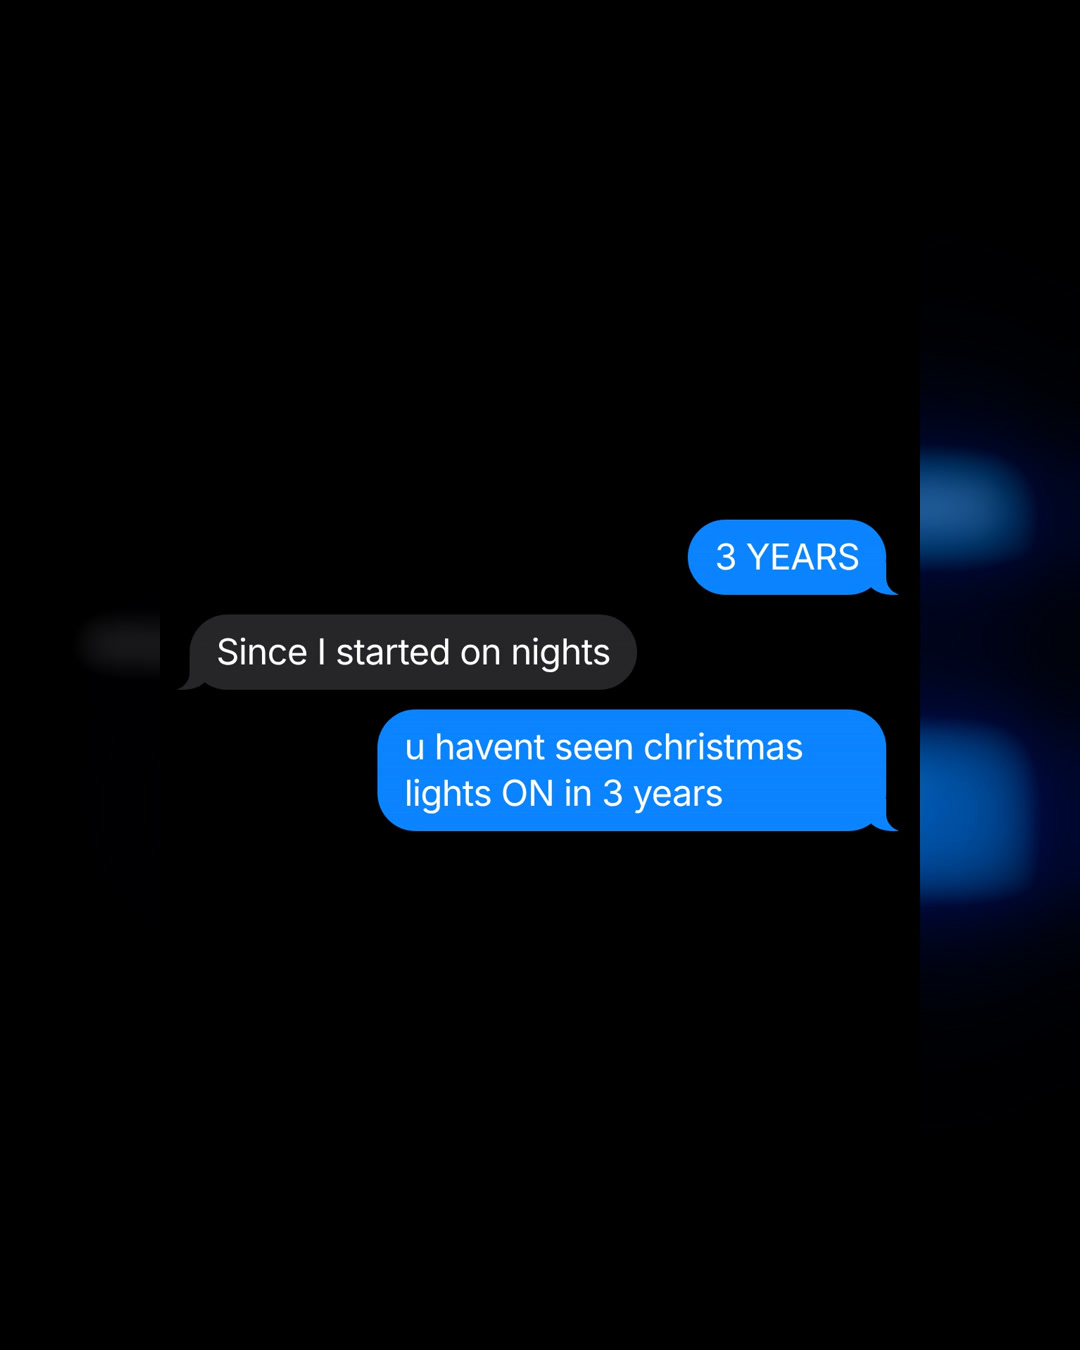 3 YEARS
Since I started on nights
u havent seen christmas
lights ON in 3 years